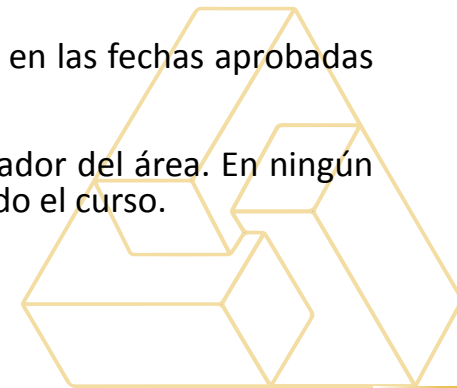 en las fechas aprobadas
ador del área. En ningún
do el curso.